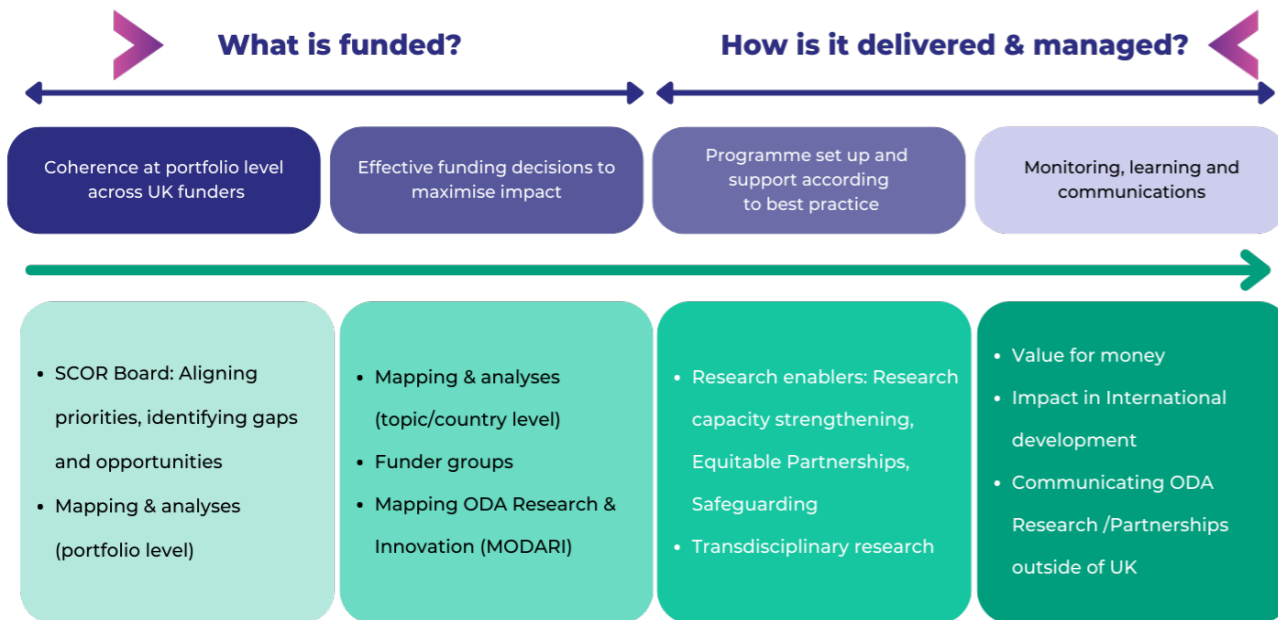 What is funded?
How is it delivered & managed?
Coherence at portfolio level
across UK funders
Effective funding decisions to
maximise impact
Programme set up and
support according
to best practice
Monitoring, learning and
communications
• SCOR Board: Aligning
priorities, identifying gaps
and opportunities
• Mapping & analyses
(portfolio level)
• Mapping & analyses
(topic/country level)
• Funder groups
• Mapping ODA Research &
Innovation (MODARI)
• Research enablers: Research
capacity strengthening,
Equitable Partnerships,
Safeguarding
• Transdisciplinary research
• Value for money
• Impact in International
development
• Communicating ODA
Research /Partnerships
outside of UK